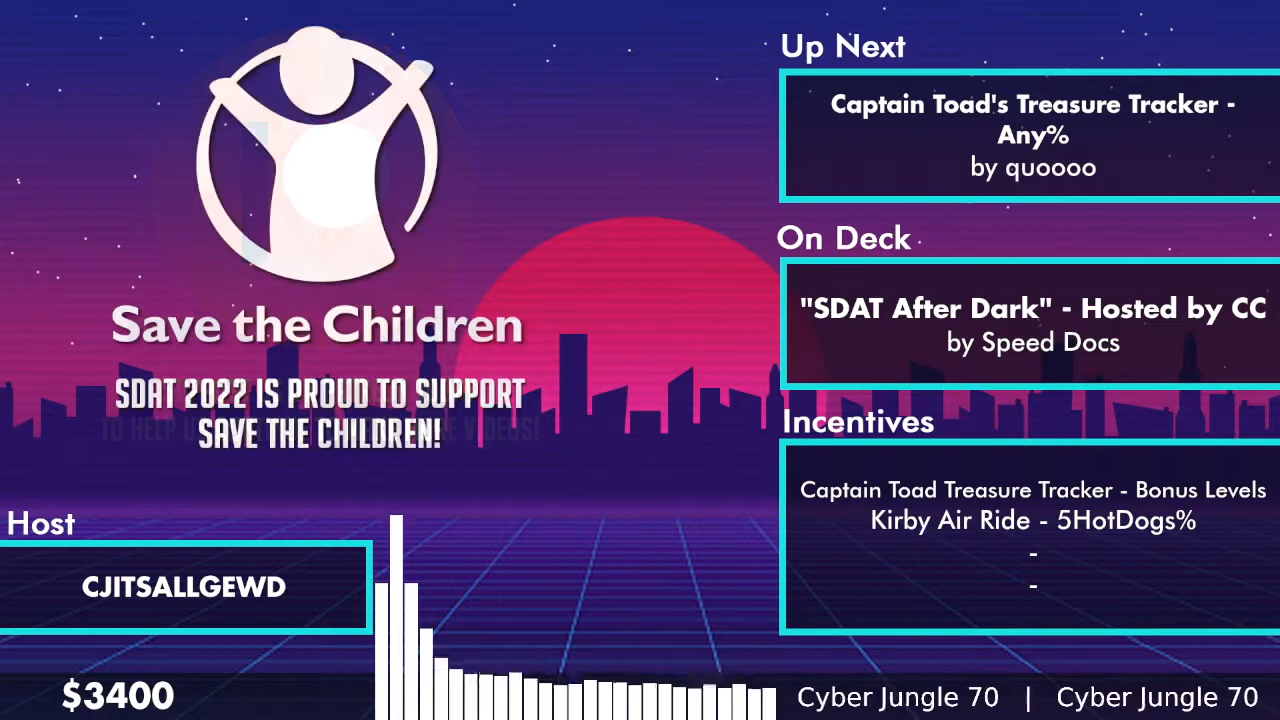 Save the Children
SDAT 2022 IS PROUD TO SUPPORT
SAVE THE CHILDREN!
Host
CJITSALLGEWD
$3400
Up Next
Captain Toad's Treasure Tracker -
Any%
by quoooo
On Deck
"SDAT After Dark" - Hosted by CC
by Speed Docs
Incentives
Captain Toad Treasure Tracker - Bonus Levels
Kirby Air Ride - 5HotDogs%
-
-
Cyber Jungle 70 | Cyber Jungle 70